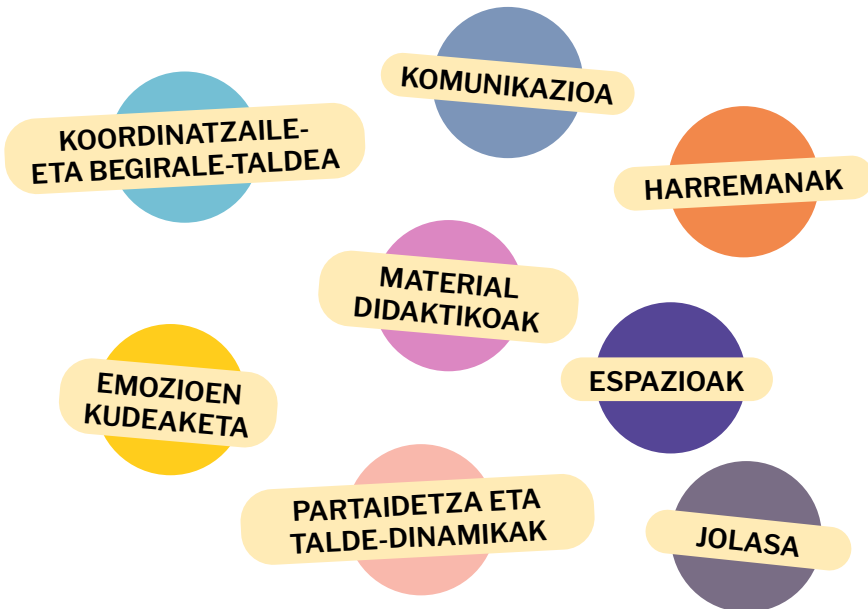 KOMUNIKAZIOA
KOORDINATZAILE-
ETA BEGIRALE-TALDEA
HARREMANAK
MATERIAL
DIDAKTIKOAK
ESPAZIOAK
EMOZIOEN
KUDEAKETA
PARTAIDETZA ETA
TALDE-DINAMIKAK
JOLASA